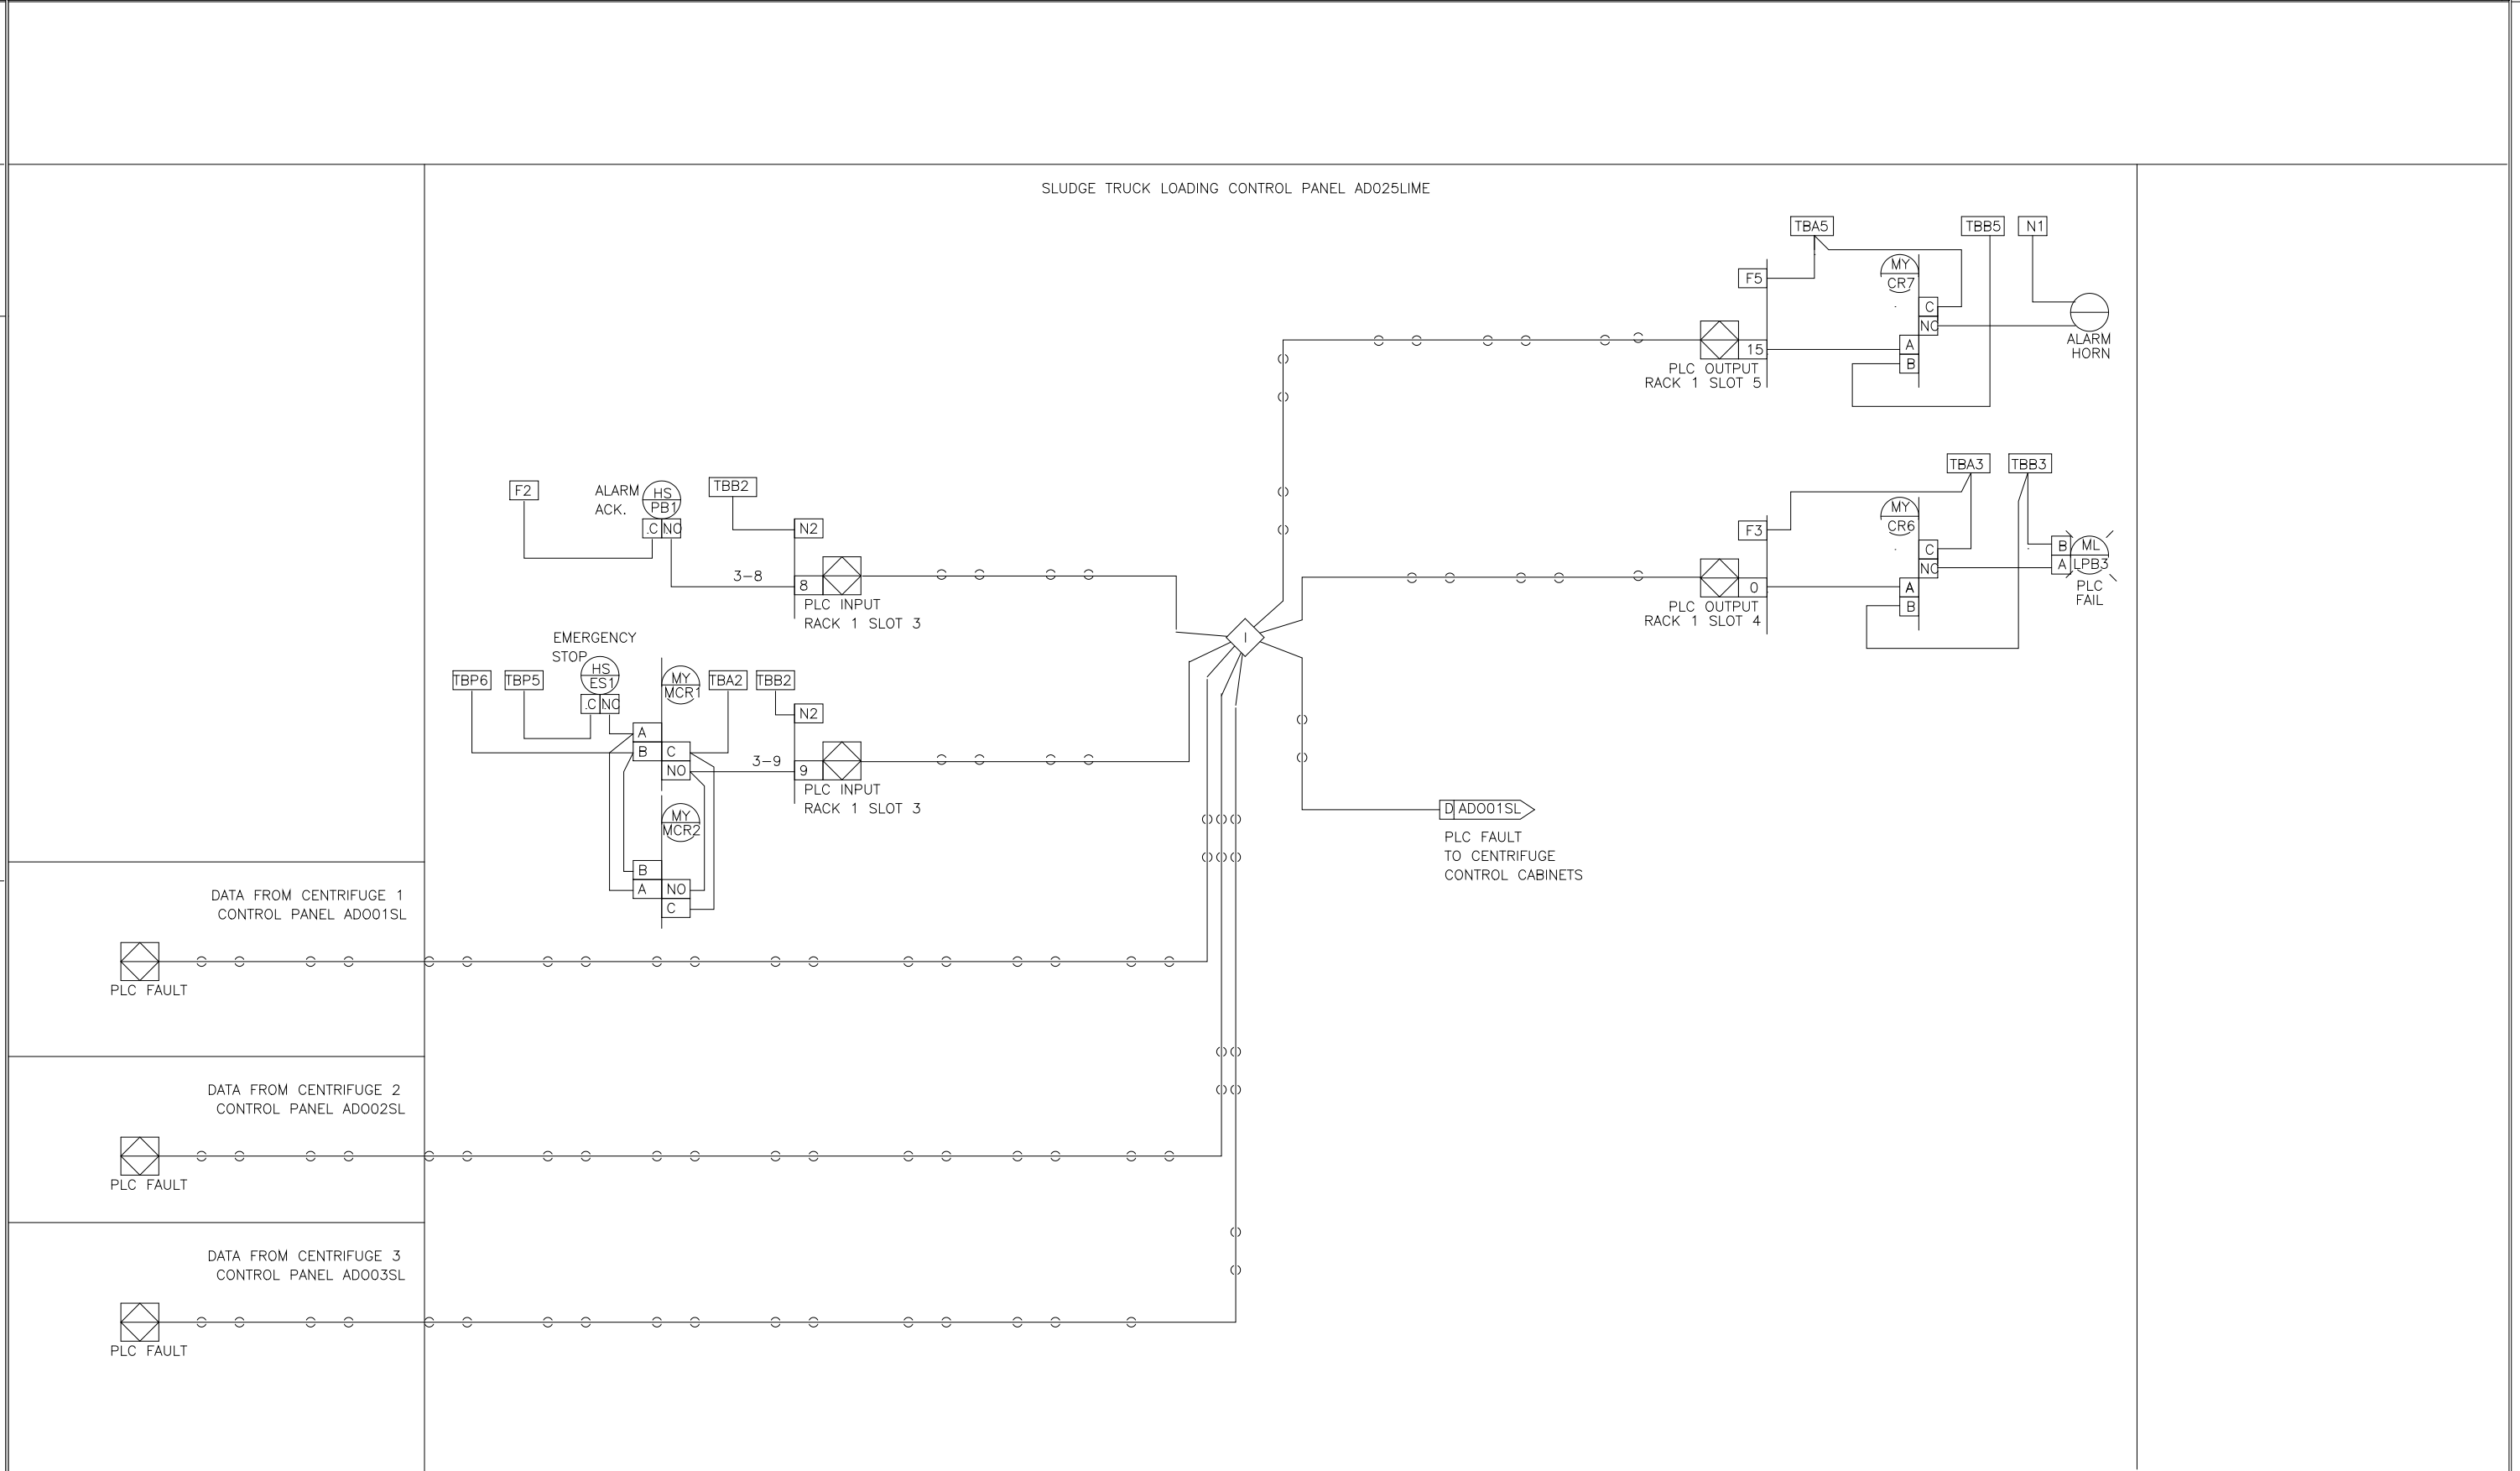 SLUDGE TRUCK LOADING CONTROL PANEL AD025LIME
TBA5
TBB5
N1
F5
MY
CR7
C
NO
15
A
B
ALARM
HORN
PLC OUTPUT
RACK 1 SLOT 5
TBA3
TBB3
F3
MY
CR6
C
NO
0
A
B
B
A
ML
LPB3
PLC
FAIL
PLC OUTPUT
RACK 1 SLOT 4
F2
ALARM
ACK.
HS
PB1
C NO
TBB2
N2
3-8
8
PLC INPUT
RACK 1 SLOT 3
I
EMERGENCY
STOP
HS
ES1
C NO
TBP6
TBP5
MY
MCR1
TBA2
TBB2
N2
A
B
C
NO
3-9
9
PLC INPUT
RACK 1 SLOT 3
MY
MCR2
B
A
NO
C
D AD001SL
PLC FAULT
TO CENTRIFUGE
CONTROL CABINETS
DATA FROM CENTRIFUGE 1
CONTROL PANEL AD001SL
PLC FAULT
DATA FROM CENTRIFUGE 2
CONTROL PANEL AD002SL
PLC FAULT
DATA FROM CENTRIFUGE 3
CONTROL PANEL AD003SL
PLC FAULT